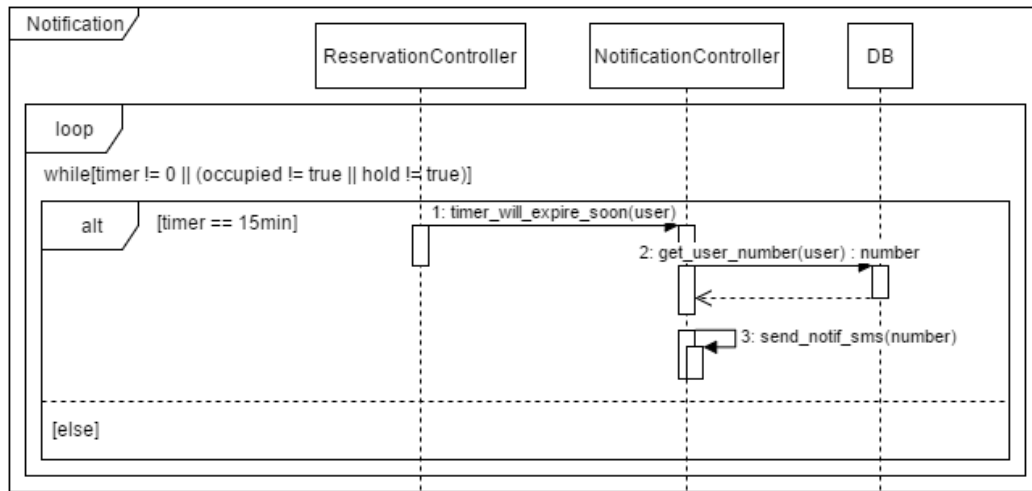 Notification
ReservationController
NotificationController
DB
loop
while[timer != 0 || (occupied != true || hold != true)]
alt
[timer == 15min]
1: timer_will_expire_soon(user)
2: get_user_number(user) : number
3: send_notif_sms(number)
[else]